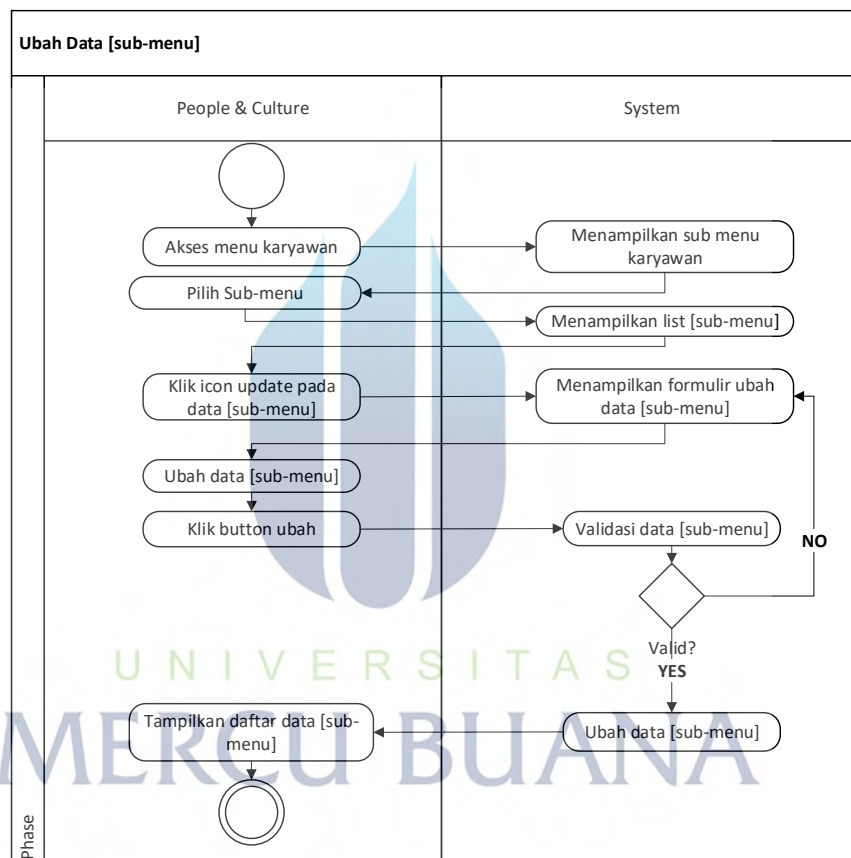 Ubah Data [sub-menu]
People & Culture
System
Akses menu karyawan
Menampilkan sub menu
karyawan
Pilih Sub-menu
Menampilkan list [sub-menu]
Klik icon update pada
data [sub-menu]
Menampilkan formulir ubah
data [sub-menu]
Ubah data [sub-menu]
Klik button ubah
Validasi data [sub-menu]
NO
Valid?
YES
UNIVERSITAS
Tampilkan daftar data [sub-
menu]
Ubah data [sub-menu]
MERCU BUANA
Phase